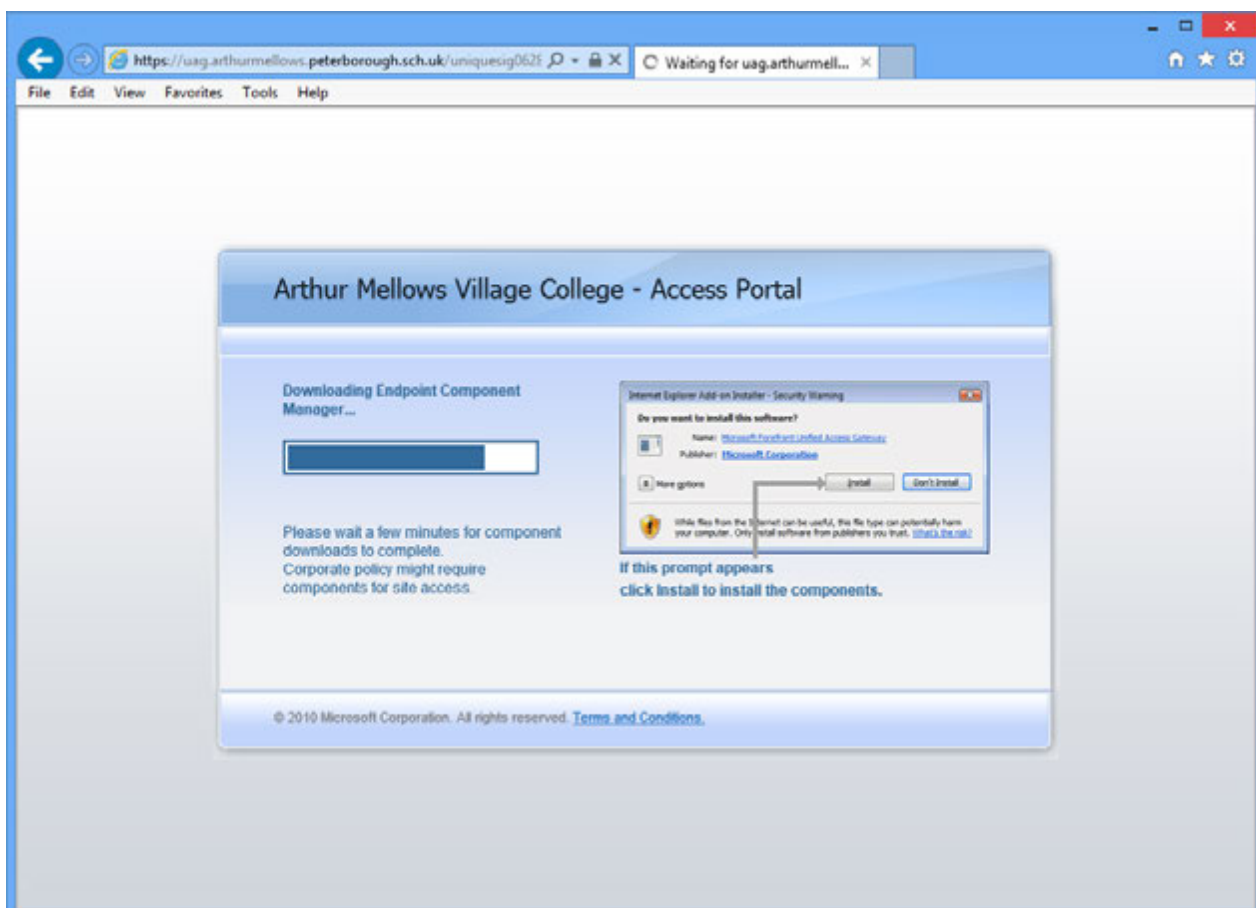 https://uag.arthurmellows.peterborough.sch.uk/uniquesig062
Waiting for uag.arthurmell...
File Edit View Favorites Tools Help
Arthur Mellows Village College - Access Portal
Downloading Endpoint Component
Manager...
Please wait a few minutes for component
downloads to complete.
Corporate policy might require
components for site access.
Internet Explorer Add-on Installer - Security Warning
Do you want to install this software?
Name: Microsoft Forefront Unified Access Gateway
Publisher: Microsoft Corporation
More options
Install
Don't Install
While files from the Internet can be useful, this file type can potentially harm
your computer. Only install software from publishers you trust. What's the risk?
If this prompt appears
click Install to install the components.
© 2010 Microsoft Corporation. All rights reserved. Terms and Conditions.